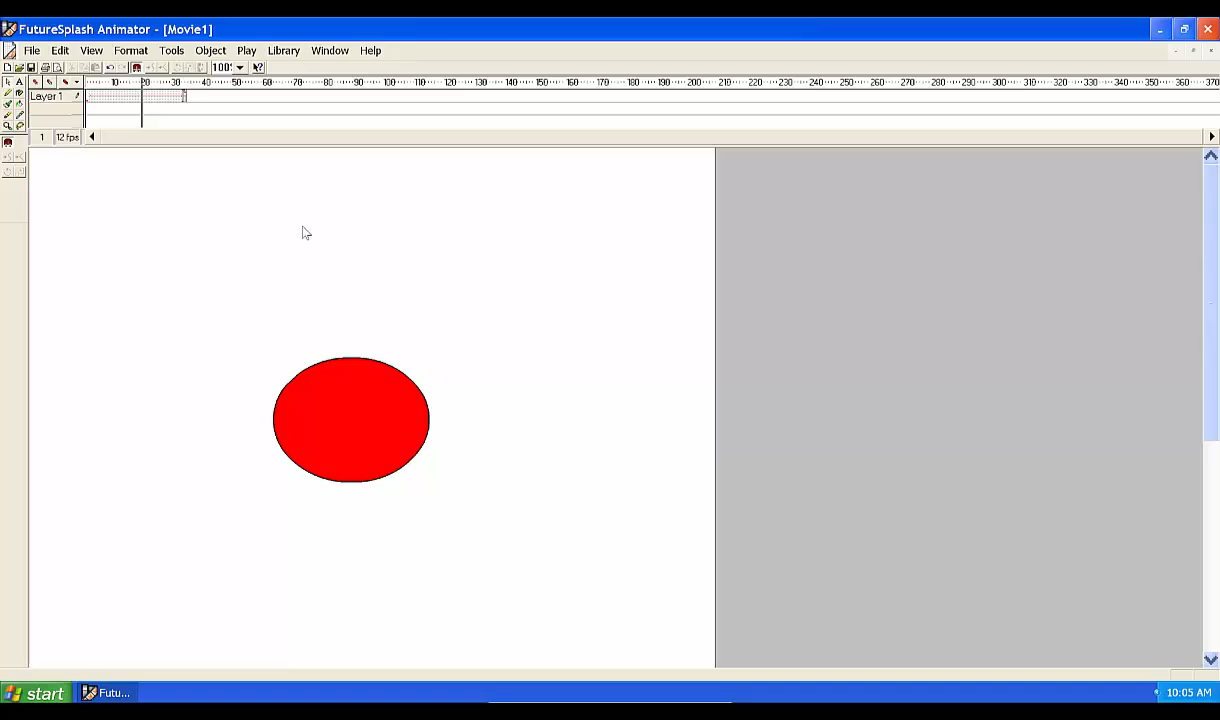 FutureSplash Animator - [Movie1]
File Edit View Format Tools Object Play Library Window Help
100%
10 20 30 40 50 60 70 80 90 100 110 120 130 140 150 160 170 180 190 200 210 220 230 240 250 260 270 280 290 300 310 320 330 340 350 360 370
Layer 1
1 12 fps
start Futu... 10:05 AM